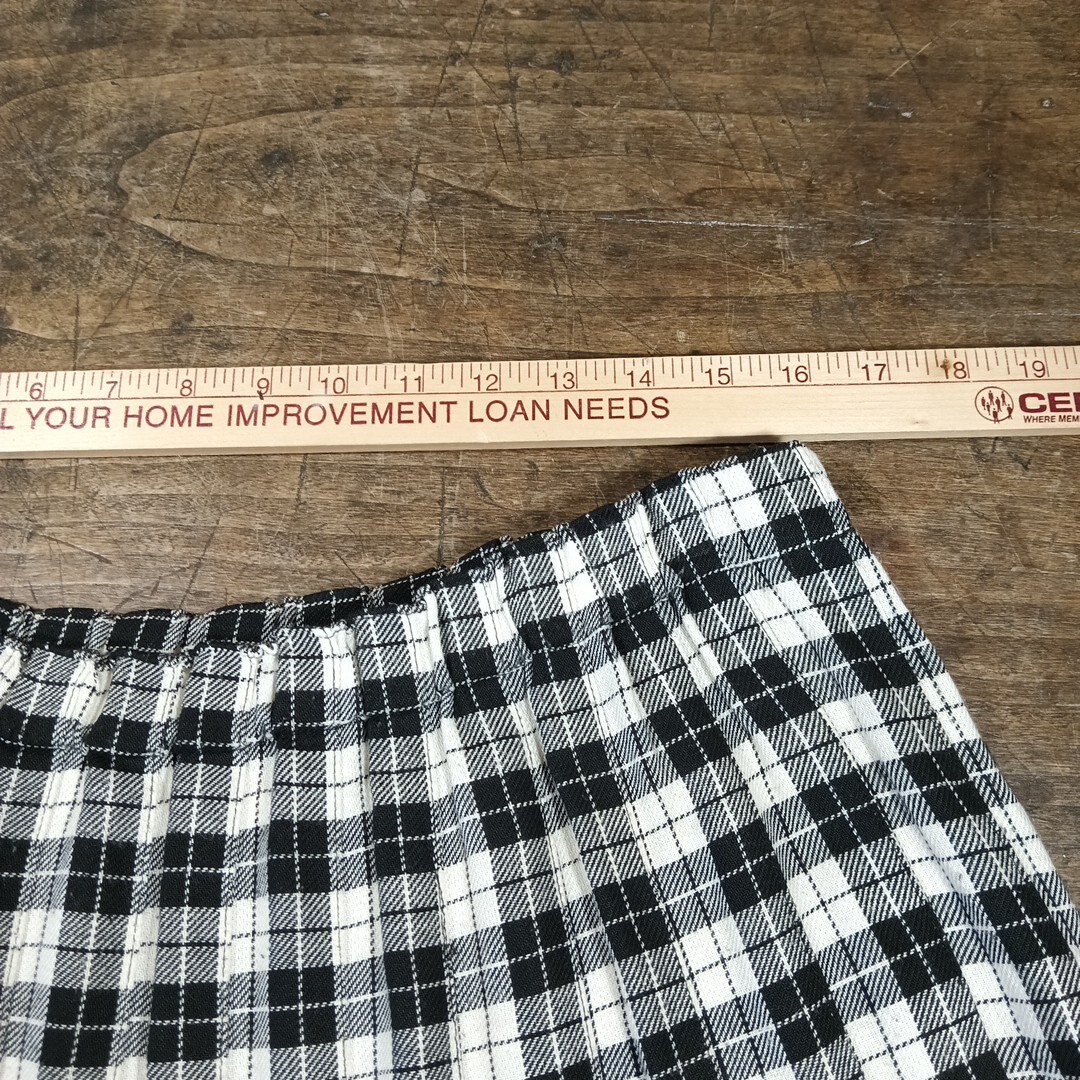 6 7 8 9 10 11 12 13 14 15 16 17 18 19
YOUR HOME IMPROVEMENT LOAN NEEDS
WHERE